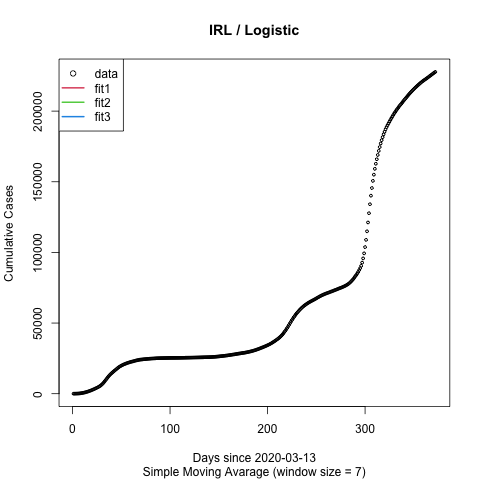 IRL / Logistic
data
fit1
fit2
fit3
Cumulative Cases
0
50000
100000
150000
200000
0
100
200
300
Days since 2020-03-13
Simple Moving Avarage (window size = 7)